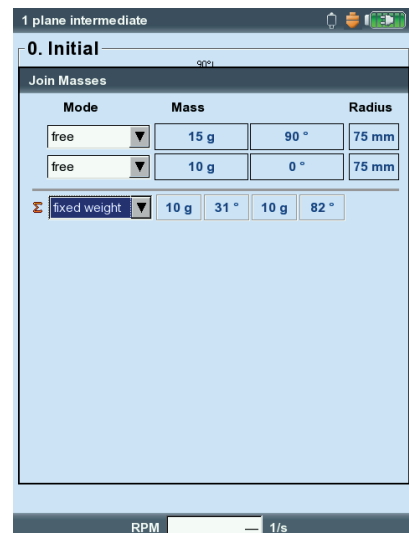 1 plane intermediate
0. Initial
90°
Join Masses
Mode Mass Radius
free 15 g 90 ° 75 mm
free 10 g 0 ° 75 mm
Σ fixed weight 10 g 31 ° 10 g 82 °
RPM — 1/s